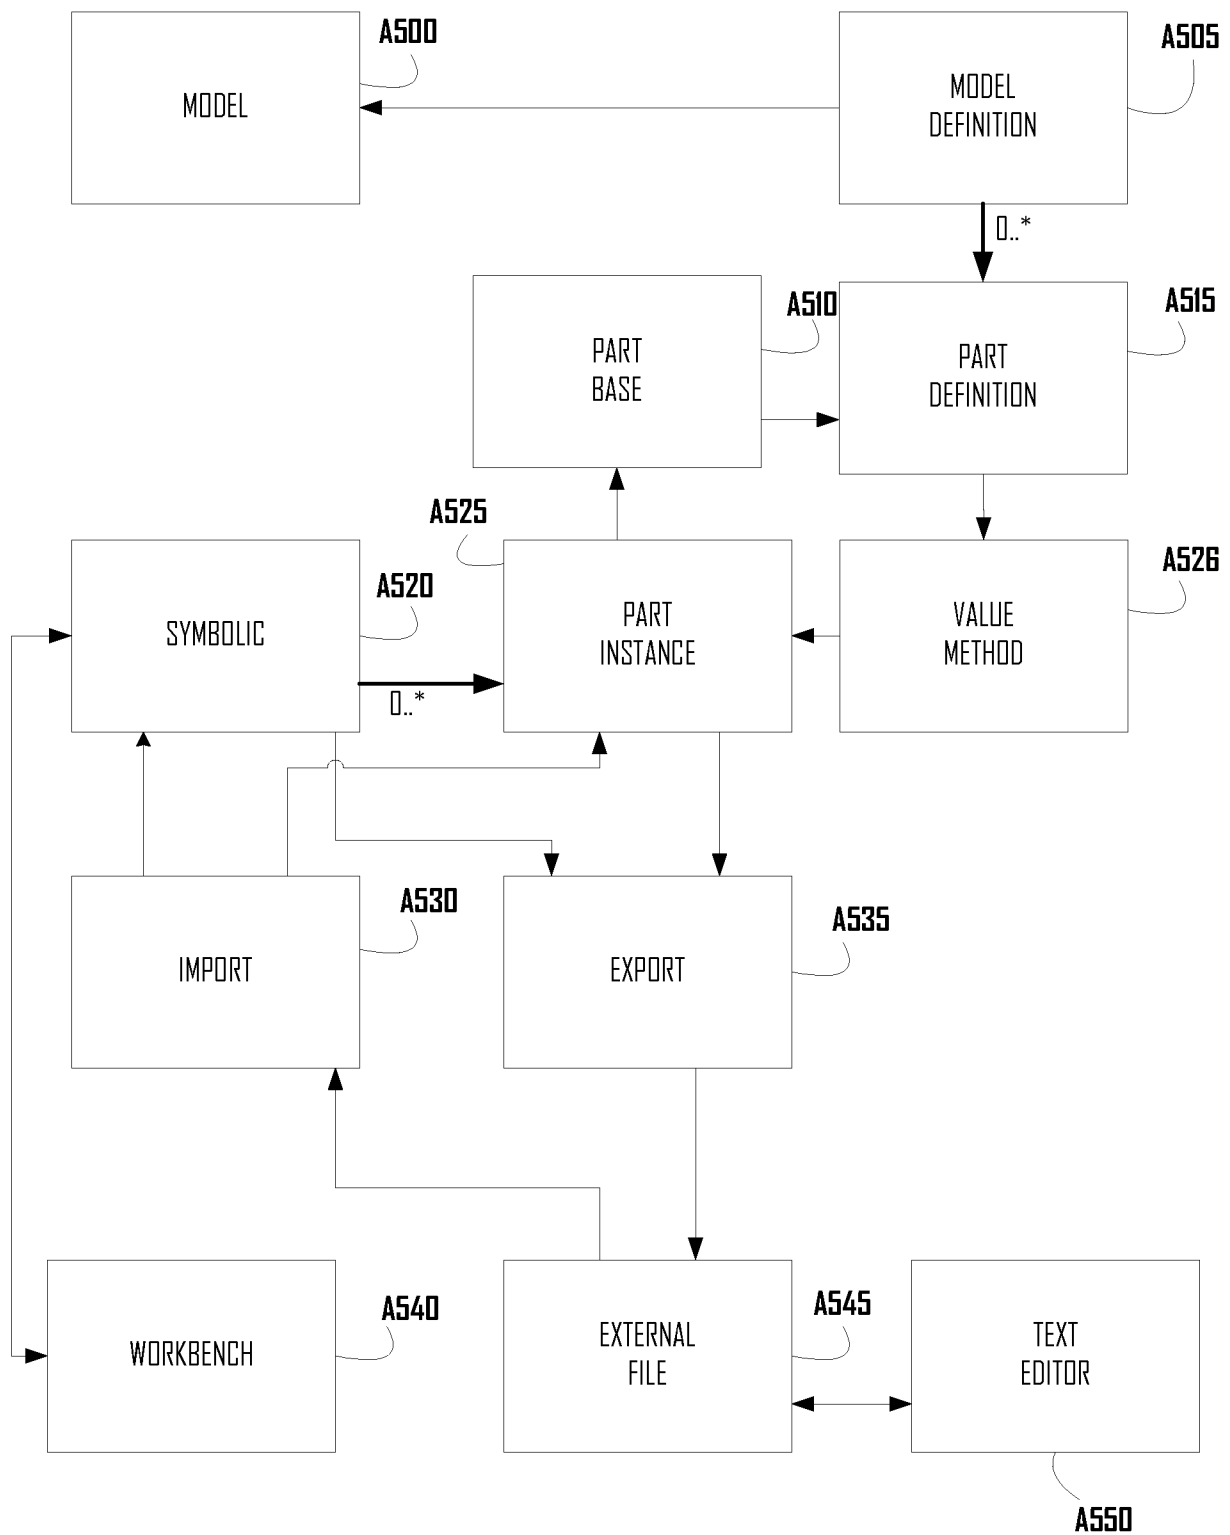 A500
A505
MODEL
MODEL
DEFINITION
0..*
A510
A515
PART
BASE
PART
DEFINITION
A525
A520
A526
SYMBOLIC
PART
INSTANCE
VALUE
METHOD
0..*
A530
A535
IMPORT
EXPORT
A540
A545
WORKBENCH
EXTERNAL
FILE
TEXT
EDITOR
A550